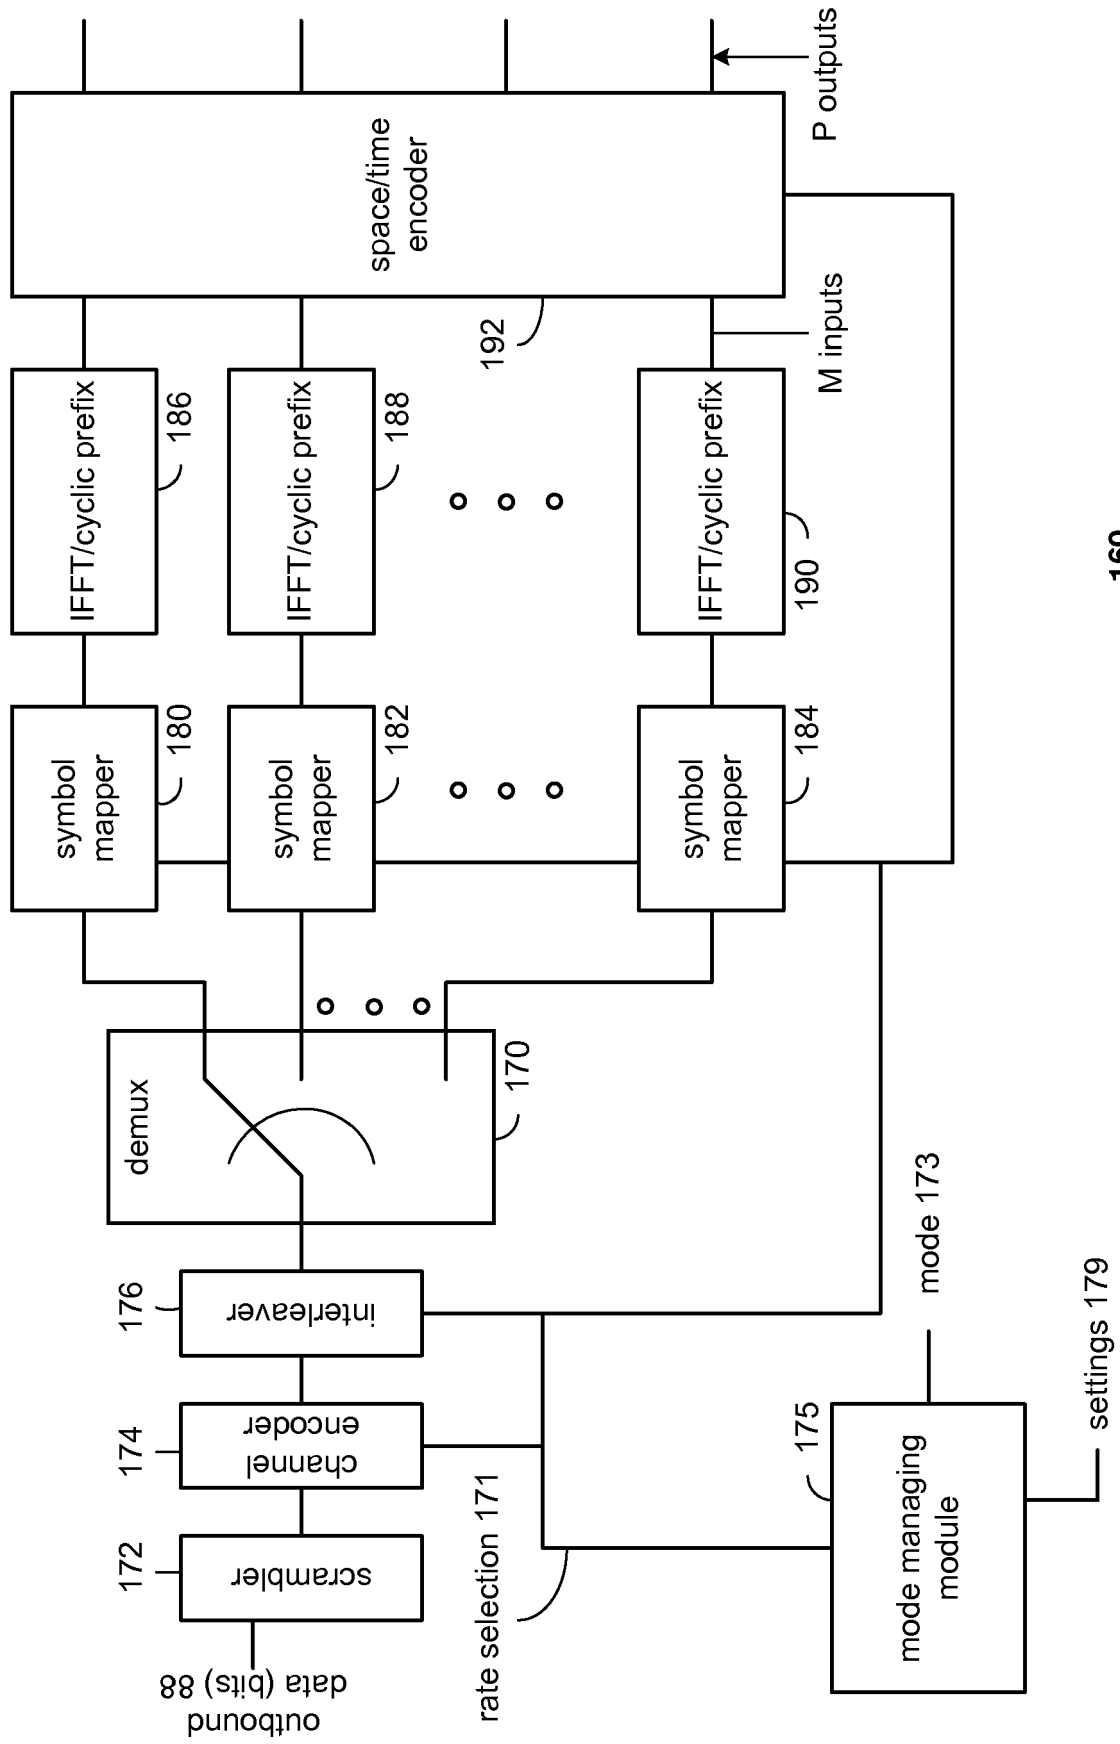 outbound
data (bits) 88
scrambler
172
channel
encoder
174
interleaver
176
demux
170
symbol
mapper
180
symbol
mapper
182
symbol
mapper
184
IFFT/cyclic prefix
186
IFFT/cyclic prefix
188
IFFT/cyclic prefix
190
M inputs
space/time
encoder
192
P outputs
rate selection 171
mode managing
module
175
mode 173
settings 179
160